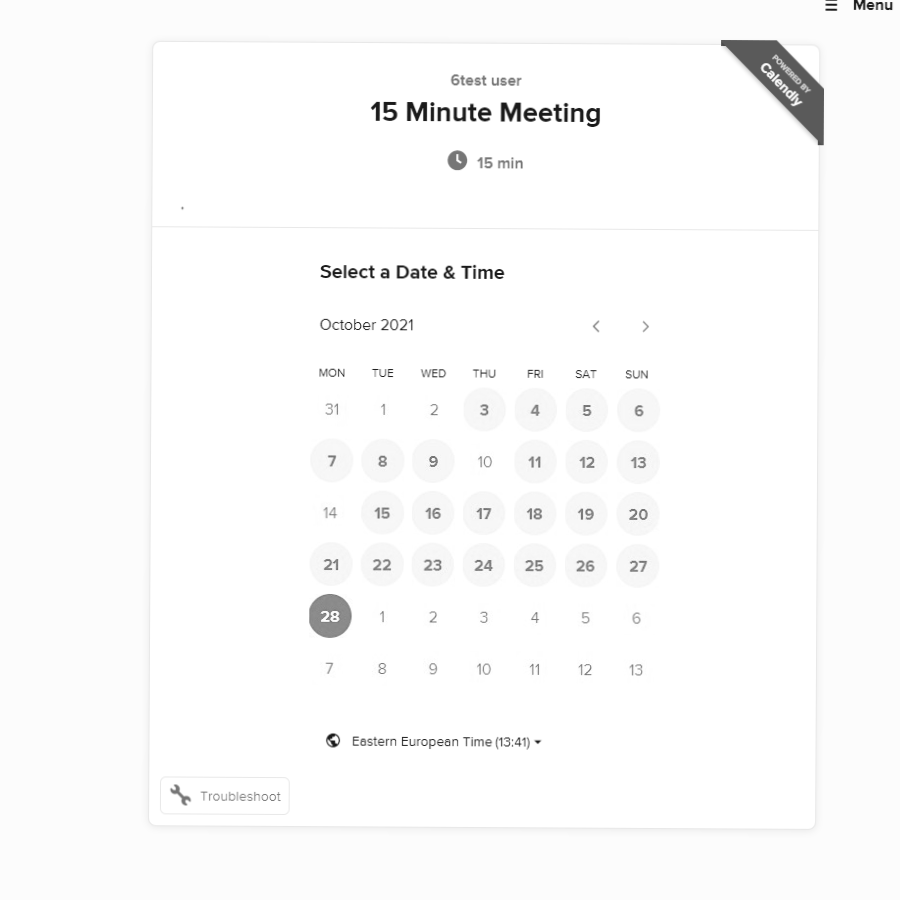 Menu
POWERED BY
Calendly
6test user
15 Minute Meeting
15 min
.
Select a Date & Time
October 2021
MON TUE WED THU FRI SAT SUN
31 1 2 3 4 5 6
7 8 9 10 11 12 13
14 15 16 17 18 19 20
21 22 23 24 25 26 27
28 1 2 3 4 5 6
7 8 9 10 11 12 13
Eastern European Time (13:41)
Troubleshoot